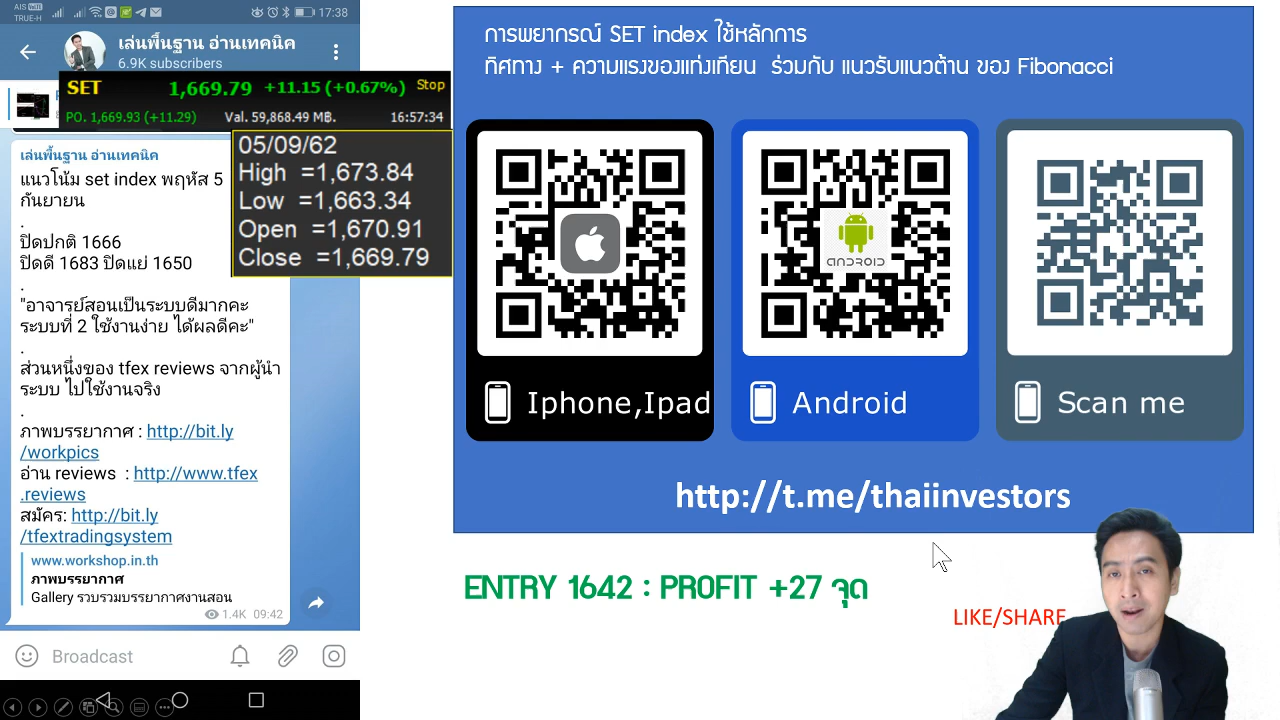 AIS
TRUE-H
17:38
เล่นพื้นฐาน อ่านเทคนิค
6.9K subscribers
SET 1,669.79 +11.15 (+0.67%) Stop
PO. 1,669.93 (+11.29) Val. 59,868.49 MB. 16:57:34
05/09/62
High =1,673.84
Low =1,663.34
Open =1,670.91
Close =1,669.79
เล่นพื้นฐาน อ่านเทคนิค
แนวโน้ม set index พฤหัส 5
กันยายน
.
ปิดปกติ 1666
ปิดดี 1683 ปิดแย่ 1650
.
"อาจารย์สอนเป็นระบบดีมากคะ
ระบบที่ 2 ใช้งานง่าย ได้ผลดีคะ"
.
ส่วนหนึ่งของ tfex reviews จากผู้นำ
ระบบ ไปใช้งานจริง
.
ภาพบรรยากาศ : http://bit.ly
/workpics
อ่าน reviews : http://www.tfex
.reviews
สมัคร: http://bit.ly
/tfextradingsystem
www.workshop.in.th
ภาพบรรยากาศ
Gallery รวบรวมบรรยากาศงานสอน
1.4K 09:42
Broadcast
การพยากรณ์ SET index ใช้หลักการ
ทิศทาง + ความแรงของแท่งเทียน ร่วมกับ แนวรับแนวต้าน ของ Fibonacci
ANDROID
Iphone,Ipad
Android
Scan me
http://t.me/thaiinvestors
ENTRY 1642 : PROFIT +27 จุด
LIKE/SHARE